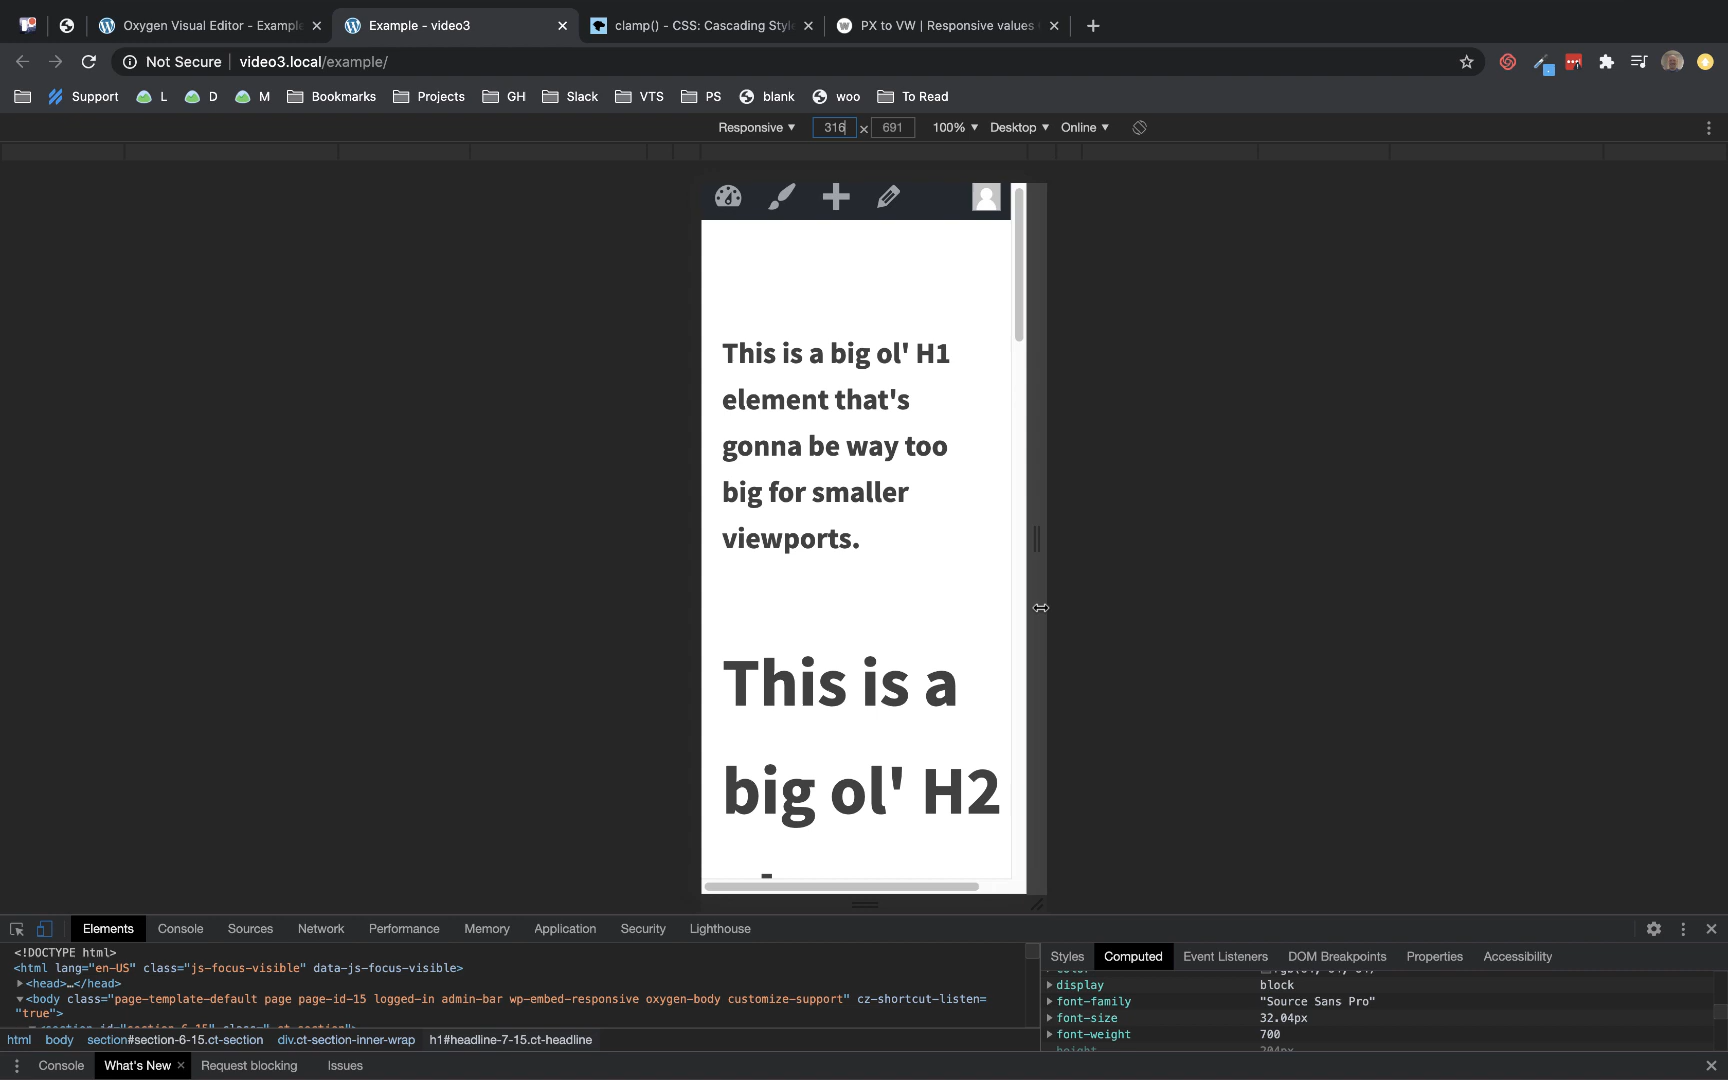 Oxygen Visual Editor - Example
Example - video3
clamp() - CSS: Cascading Style
PX to VW | Responsive values
Not Secure
video3.local/example/
Support
L
D
M
Bookmarks
Projects
GH
Slack
VTS
PS
blank
woo
To Read
Responsive
316
691
100%
Desktop
Online
This is a big ol' H1
element that's
gonna be way too
big for smaller
viewports.
This is a
big ol' H2
Elements
Console
Sources
Network
Performance
Memory
Application
Security
Lighthouse
<!DOCTYPE html>
<html lang="en-US" class="js-focus-visible" data-js-focus-visible>
<head>…</head>
<body class="page-template-default page page-id-15 logged-in admin-bar wp-embed-responsive oxygen-body customize-support" cz-shortcut-listen=
"true">
html body section#section-6-15.ct-section div.ct-section-inner-wrap h1#headline-7-15.ct-headline
Styles
Computed
Event Listeners
DOM Breakpoints
Properties
Accessibility
display block
font-family "Source Sans Pro"
font-size 32.04px
font-weight 700
Console
What's New
Request blocking
Issues